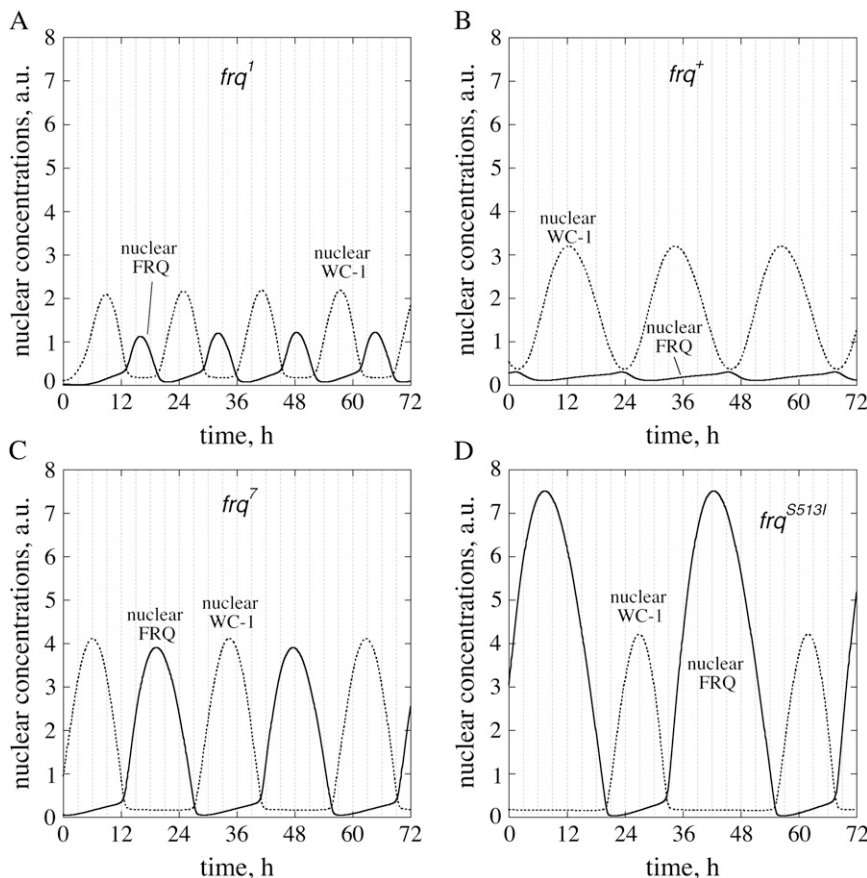 A
nuclear concentrations, a.u.
8
7
6
5
4
3
2
1
0
frq¹
nuclear
FRQ
nuclear
WC-1
0 12 24 36 48 60 72
time, h
B
nuclear concentrations, a.u.
8
7
6
5
4
3
2
1
0
frq⁺
nuclear
WC-1
nuclear
FRQ
0 12 24 36 48 60 72
time, h
C
nuclear concentrations, a.u.
8
7
6
5
4
3
2
1
0
frq⁷
nuclear
FRQ
nuclear
WC-1
0 12 24 36 48 60 72
time, h
D
nuclear concentrations, a.u.
8
7
6
5
4
3
2
1
0
frqS513I
nuclear
WC-1
nuclear
FRQ
0 12 24 36 48 60 72
time, h